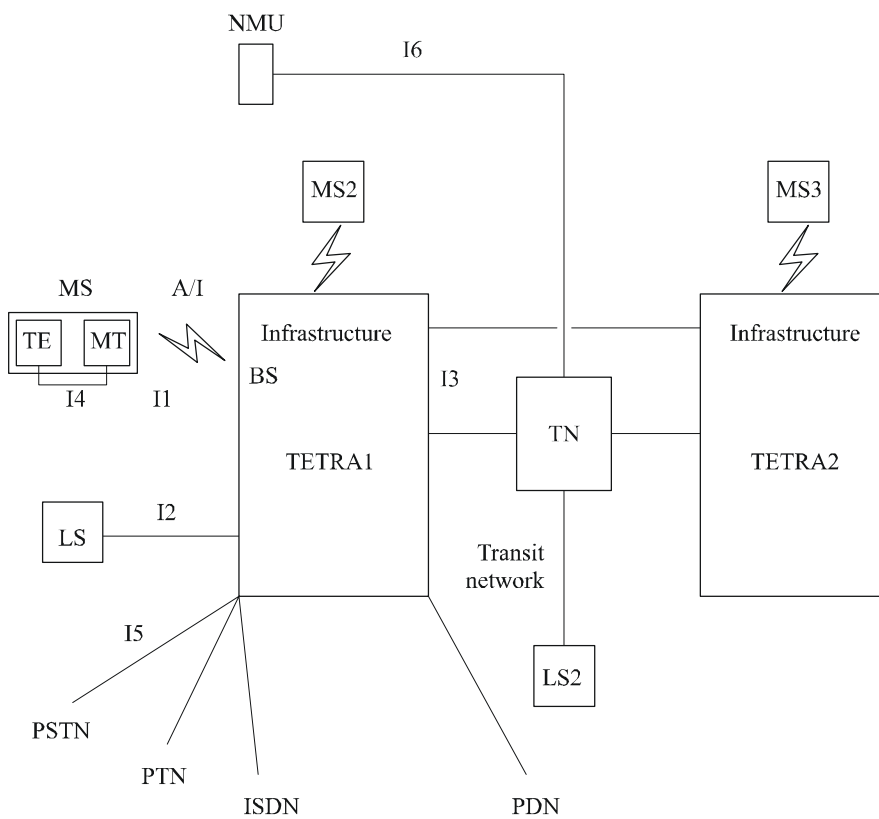 NMU
I6
MS2
MS3
MS
A/I
TE
MT
I4
I1
Infrastructure
BS
I3
TN
Infrastructure
TETRA1
TETRA2
LS
I2
Transit
network
I5
LS2
PSTN
PTN
ISDN
PDN